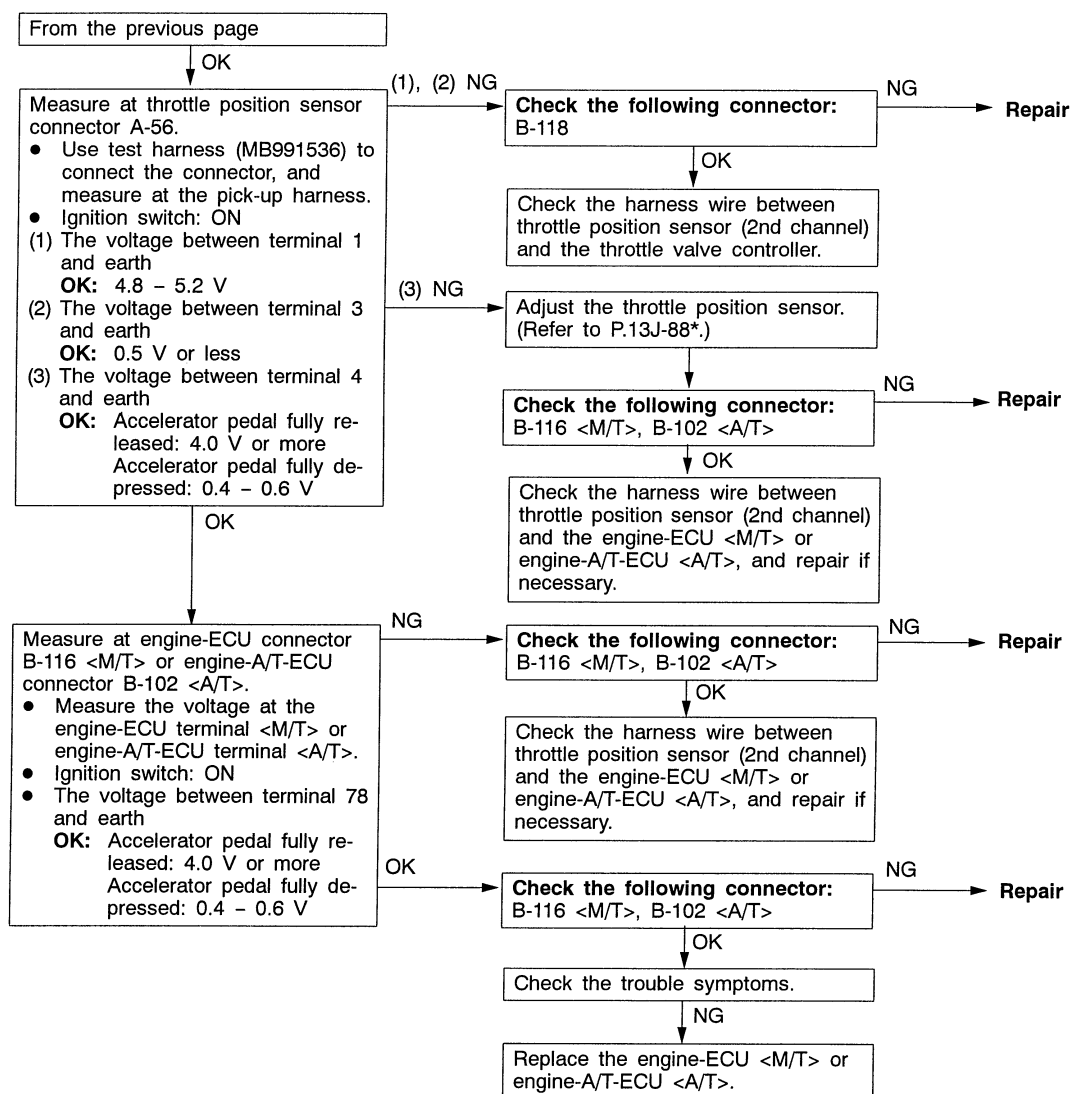 From the previous page
OK
Measure at throttle position sensor
connector A-56.
● Use test harness (MB991536) to
connect the connector, and
measure at the pick-up harness.
● Ignition switch: ON
(1) The voltage between terminal 1
and earth
OK: 4.8 – 5.2 V
(2) The voltage between terminal 3
and earth
OK: 0.5 V or less
(3) The voltage between terminal 4
and earth
OK: Accelerator pedal fully re-
leased: 4.0 V or more
Accelerator pedal fully de-
pressed: 0.4 – 0.6 V
(1), (2) NG
Check the following connector:
B-118
NG
Repair
OK
Check the harness wire between
throttle position sensor (2nd channel)
and the throttle valve controller.
(3) NG
Adjust the throttle position sensor.
(Refer to P.13J-88*.)
Check the following connector:
B-116 <M/T>, B-102 <A/T>
NG
Repair
OK
Check the harness wire between
throttle position sensor (2nd channel)
and the engine-ECU <M/T> or
engine-A/T-ECU <A/T>, and repair if
necessary.
OK
Measure at engine-ECU connector
B-116 <M/T> or engine-A/T-ECU
connector B-102 <A/T>.
● Measure the voltage at the
engine-ECU terminal <M/T> or
engine-A/T-ECU terminal <A/T>.
● Ignition switch: ON
● The voltage between terminal 78
and earth
OK: Accelerator pedal fully re-
leased: 4.0 V or more
Accelerator pedal fully de-
pressed: 0.4 – 0.6 V
NG
Check the following connector:
B-116 <M/T>, B-102 <A/T>
NG
Repair
OK
Check the harness wire between
throttle position sensor (2nd channel)
and the engine-ECU <M/T> or
engine-A/T-ECU <A/T>, and repair if
necessary.
OK
Check the following connector:
B-116 <M/T>, B-102 <A/T>
NG
Repair
OK
Check the trouble symptoms.
NG
Replace the engine-ECU <M/T> or
engine-A/T-ECU <A/T>.